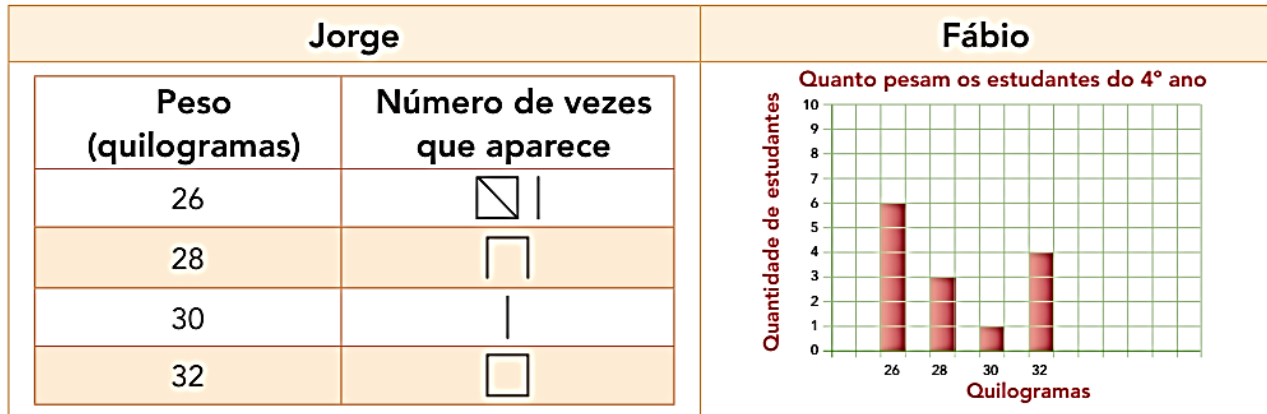 Jorge
Fábio
Peso
(quilogramas)
Número de vezes
que aparece
26
28
30
32
Quanto pesam os estudantes do 4º ano
Quantidade de estudantes
10
9
8
7
6
5
4
3
2
1
0
26 28 30 32
Quilogramas